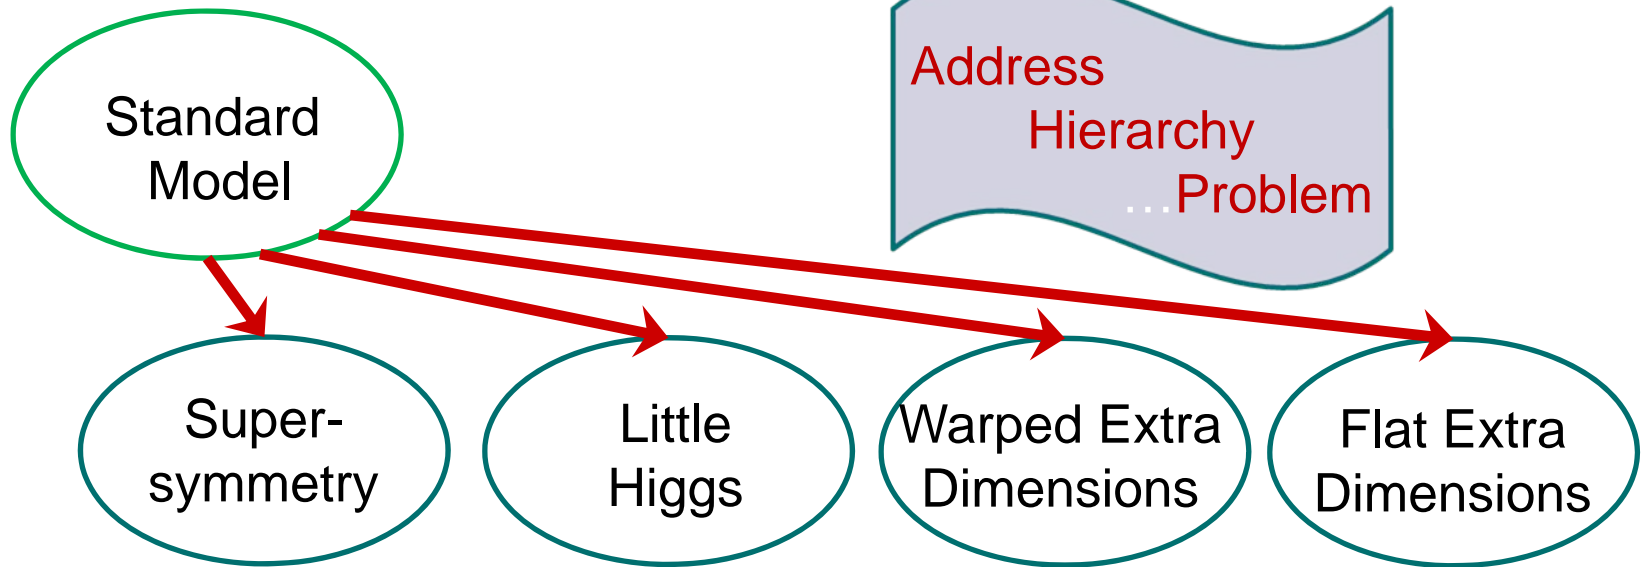 Standard
Model
Address
Hierarchy
...Problem
Super-
symmetry
Little
Higgs
Warped Extra
Dimensions
Flat Extra
Dimensions